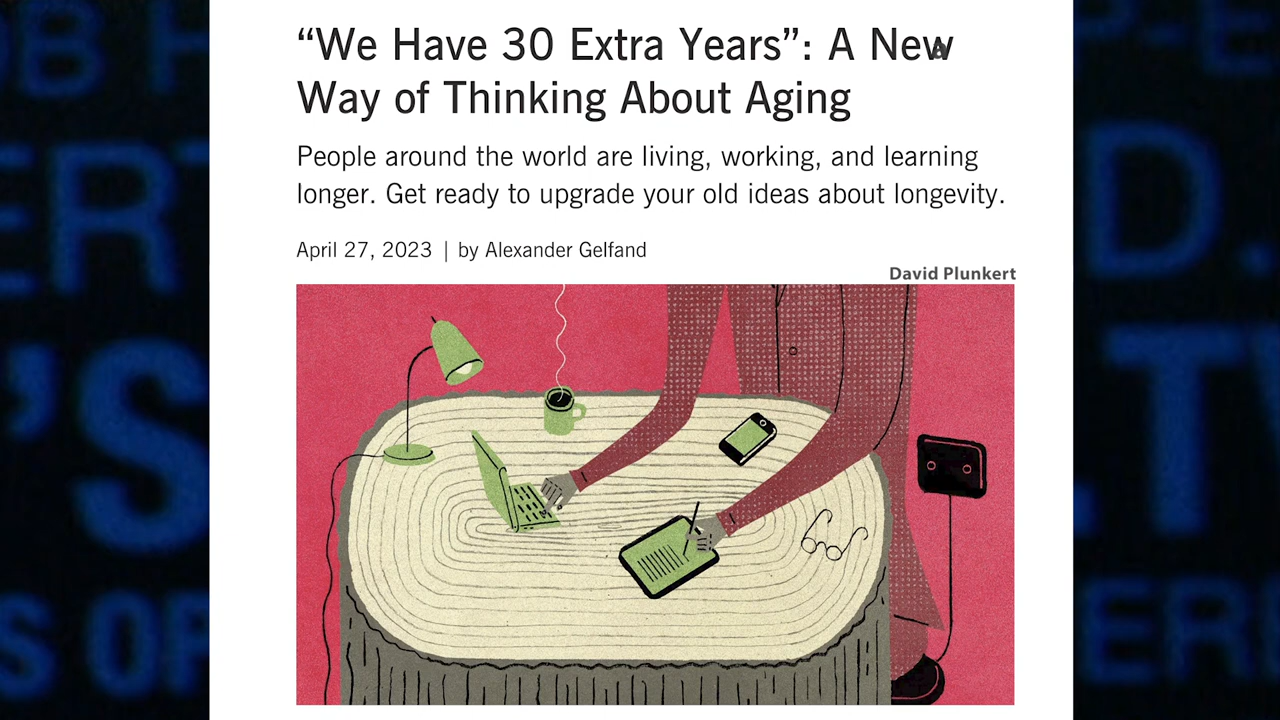 “We Have 30 Extra Years”: A New
Way of Thinking About Aging
People around the world are living, working, and learning
longer. Get ready to upgrade your old ideas about longevity.
April 27, 2023 | by Alexander Gelfand
David Plunkert